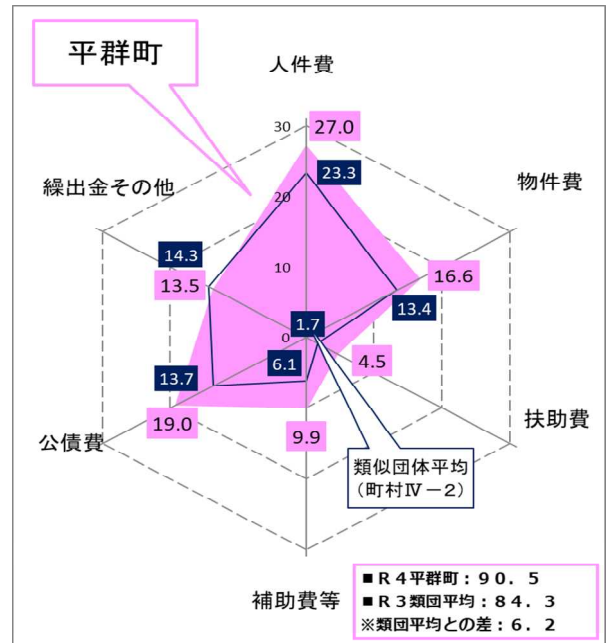 平群町
人件費
30
27.0
繰出金その他
23.3
物件費
20
14.3
13.5
10
16.6
13.4
1.7
0
6.1
4.5
13.7
19.0
扶助費
公債費
9.9
類似団体平均
(町村Ⅳ－2)
補助費等
■R4平群町：90．5
■R3類団平均：84．3
※類団平均との差：6．2